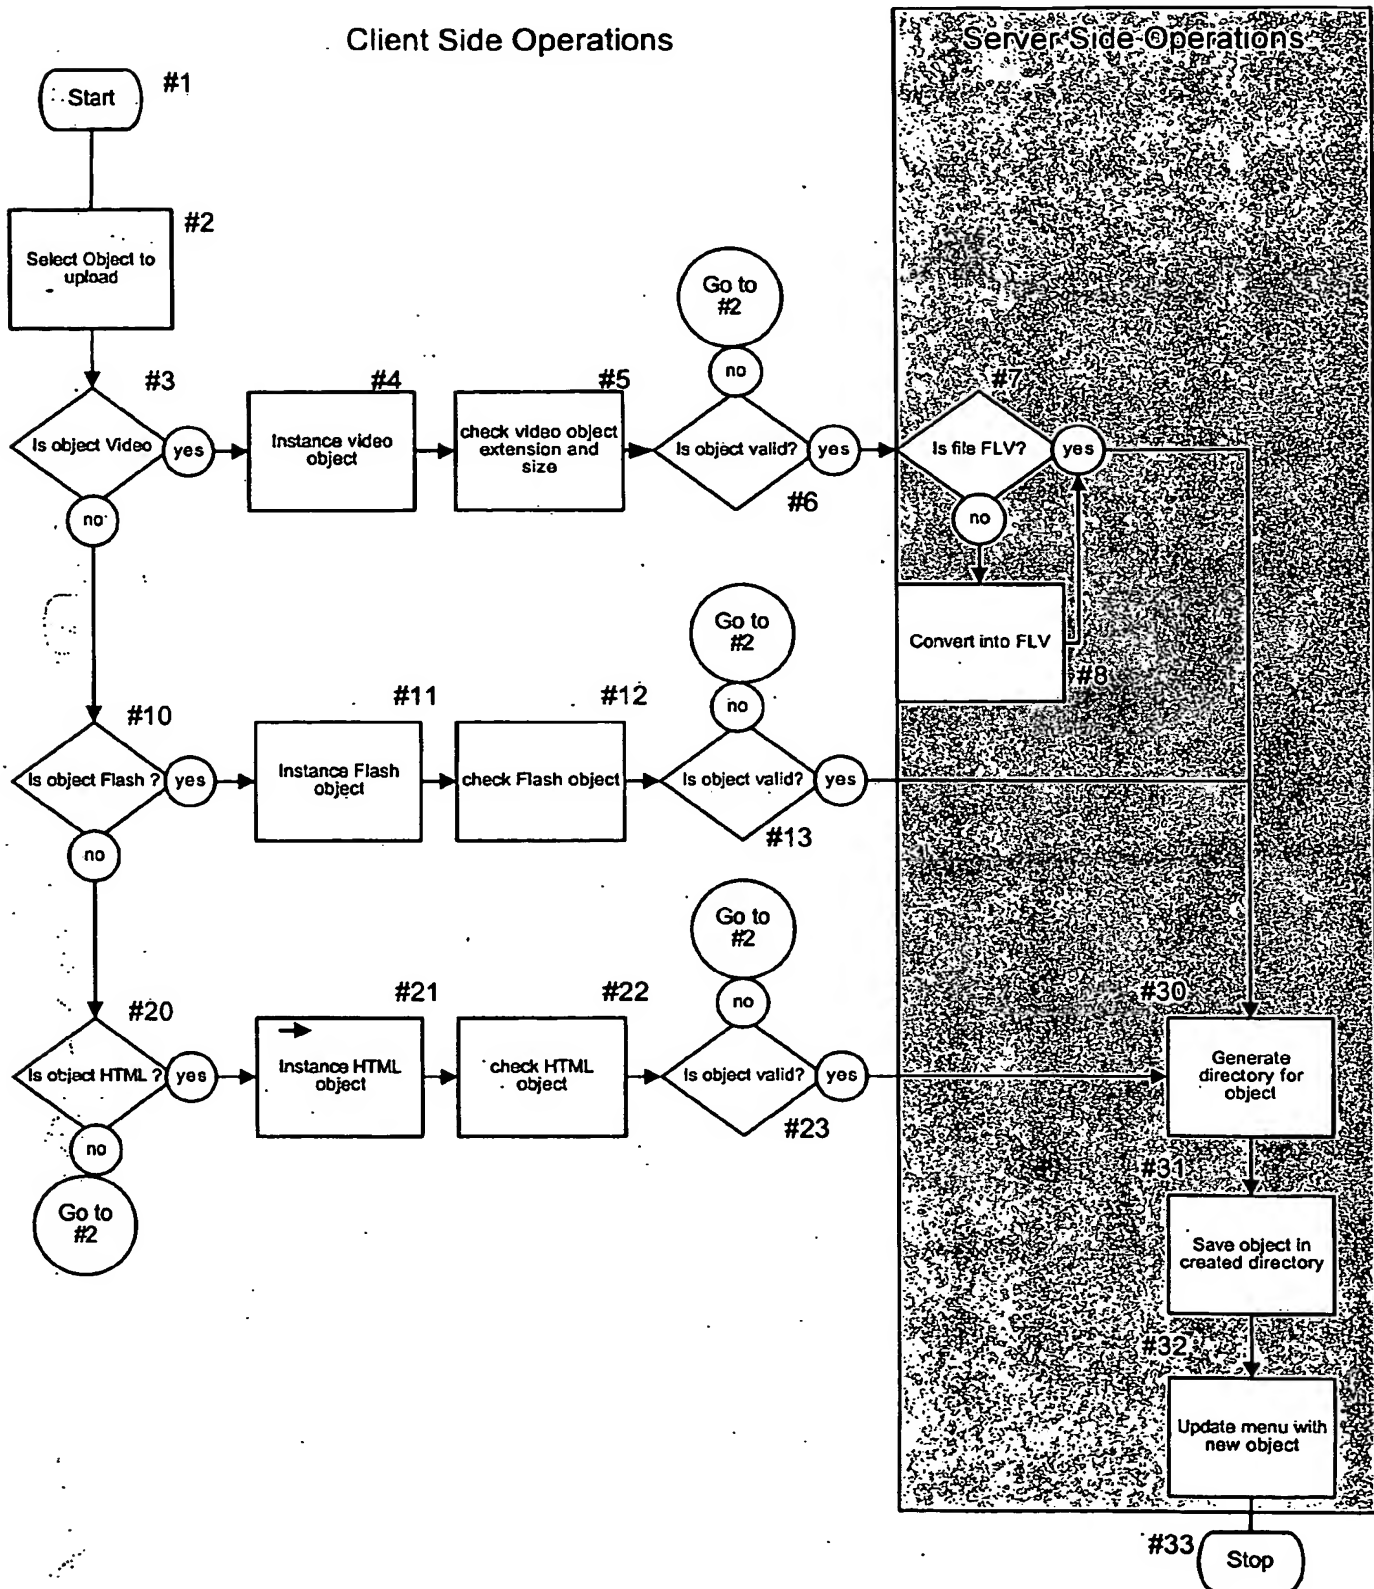 Client Side Operations
Server Side Operations
Start
#1
#2
Select Object to
upload
Go to
#2
no
#3
Is object Video
yes
no
#4
Instance video
object
#5
check video object
extension and
size
Is object valid?
yes
#6
#7
Is file FLV?
yes
no
Convert into FLV
#8
Go to
#2
no
#10
Is object Flash ?
yes
no
#11
Instance Flash
object
#12
check Flash object
Is object valid?
yes
#13
Go to
#2
no
#20
Is object HTML ?
yes
no
Go to
#2
#21
Instance HTML
object
#22
check HTML
object
Is object valid?
yes
#23
#30
Generate
directory for
object
#31
Save object in
created directory
#32
Update menu with
new object
#33
Stop